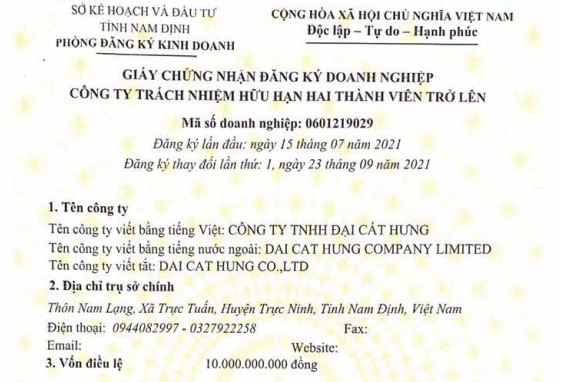 SỞ KẾ HOẠCH VÀ ĐẦU TƯ
TỈNH NAM ĐỊNH
PHÒNG ĐĂNG KÝ KINH DOANH
CỘNG HÒA XÃ HỘI CHỦ NGHĨA VIỆT NAM
Độc lập – Tự do – Hạnh phúc
GIẤY CHỨNG NHẬN ĐĂNG KÝ DOANH NGHIỆP
CÔNG TY TRÁCH NHIỆM HỮU HẠN HAI THÀNH VIÊN TRỞ LÊN
Mã số doanh nghiệp: 0601219029
Đăng ký lần đầu: ngày 15 tháng 07 năm 2021
Đăng ký thay đổi lần thứ: 1, ngày 23 tháng 09 năm 2021
1. Tên công ty
Tên công ty viết bằng tiếng Việt: CÔNG TY TNHH ĐẠI CÁT HƯNG
Tên công ty viết bằng tiếng nước ngoài: DAI CAT HUNG COMPANY LIMITED
Tên công ty viết tắt: DAI CAT HUNG CO.,LTD
2. Địa chỉ trụ sở chính
Thôn Nam Lạng, Xã Trực Tuấn, Huyện Trực Ninh, Tỉnh Nam Định, Việt Nam
Điện thoại: 0944082997 - 0327922258 Fax:
Email: Website:
3. Vốn điều lệ 10.000.000.000 đồng